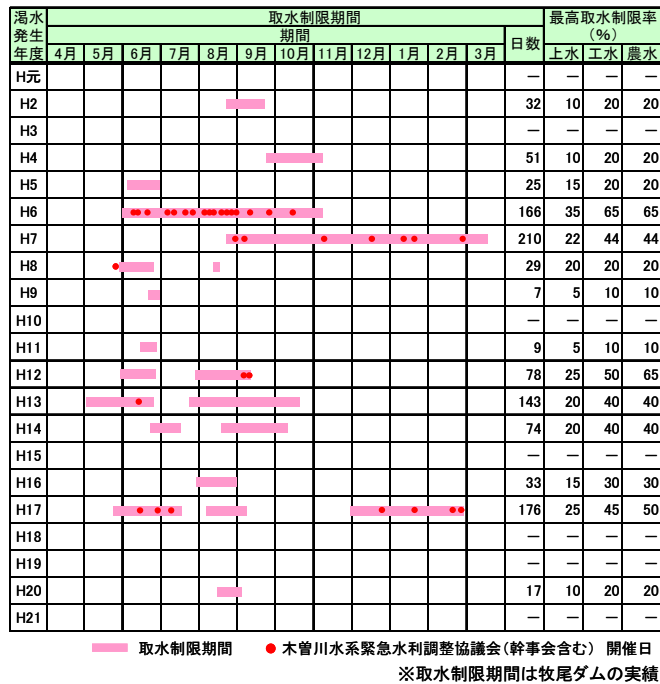 渇水
発生
年度
取水制限期間
期間
日数
最高取水制限率
(%)
4月 5月 6月 7月 8月 9月 10月 11月 12月 1月 2月 3月
上水 工水 農水
H元 － － － －
H2 32 10 20 20
H3 － － － －
H4 51 10 20 20
H5 25 15 20 20
H6 166 35 65 65
H7 210 22 44 44
H8 29 20 20 20
H9 7 5 10 10
H10 － － － －
H11 9 5 10 10
H12 78 25 50 65
H13 143 20 40 40
H14 74 20 40 40
H15 － － － －
H16 33 15 30 30
H17 176 25 45 50
H18 － － － －
H19 － － － －
H20 17 10 20 20
H21 － － － －
取水制限期間 ●木曽川水系緊急水利調整協議会(幹事会含む) 開催日
※取水制限期間は牧尾ダムの実績